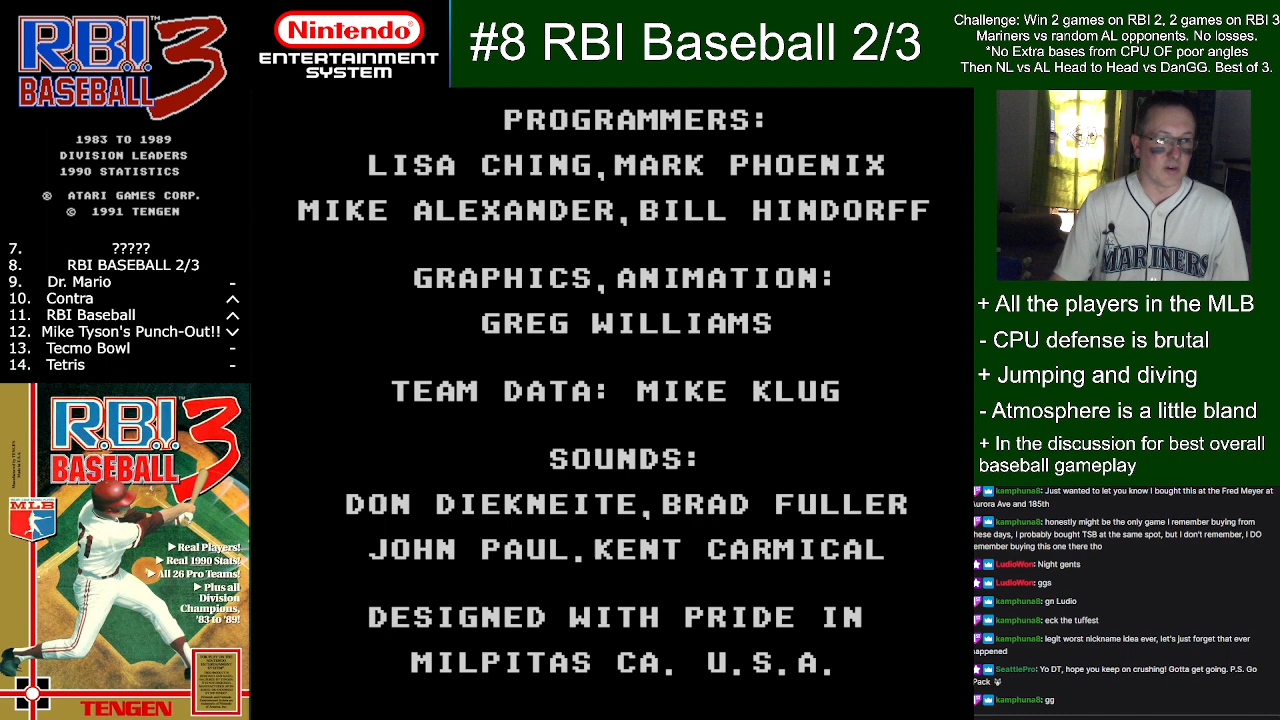 R.B.I.™ 3
BASEBALL
1983 TO 1989
DIVISION LEADERS
1990 STATISTICS
® ATARI GAMES CORP.
© 1991 TENGEN
Nintendo®
ENTERTAINMENT
SYSTEM
#8 RBI Baseball 2/3
Challenge: Win 2 games on RBI 2, 2 games on RBI 3
Mariners vs random AL opponents. No losses.
*No Extra bases from CPU OF poor angles
Then NL vs AL Head to Head vs DanGG. Best of 3.
7. ?????
8. RBI BASEBALL 2/3
9. Dr. Mario -
10. Contra ^
11. RBI Baseball ^
12. Mike Tyson's Punch-Out!! v
13. Tecmo Bowl -
14. Tetris -
R.B.I.™ 3
BASEBALL
MLB
▶ Real Players!
▶ Real 1990 Stats!
▶ All 26 Pro Teams!
▶ Plus all
Division
Champions,
'83 to '89!
TENGEN
PROGRAMMERS:
LISA CHING,MARK PHOENIX
MIKE ALEXANDER,BILL HINDORFF
GRAPHICS,ANIMATION:
GREG WILLIAMS
TEAM DATA: MIKE KLUG
SOUNDS:
DON DIEKNEITE,BRAD FULLER
JOHN PAUL,KENT CARMICAL
DESIGNED WITH PRIDE IN
MILPITAS CA. U.S.A.
MARINERS
+ All the players in the MLB
- CPU defense is brutal
+ Jumping and diving
- Atmosphere is a little bland
+ In the discussion for best overall
baseball gameplay
kamphuna8: Just wanted to let you know I bought this at the Fred Meyer at
urora Ave and 185th
kamphuna8: honestly might be the only game I remember buying from
hese days, I probably bought TSB at the same spot, but I don't remember, I DO
emember buying this one there tho
LudioWon: Night gents
LudioWon: ggs
kamphuna8: gn Ludio
kamphuna8: eck the tuffest
kamphuna8: legit worst nickname idea ever, let's just forget that ever
appened
SeattlePro: Yo DT, hope you keep on crushing! Gotta get going. P.S. Go
Pack
kamphuna8: gg